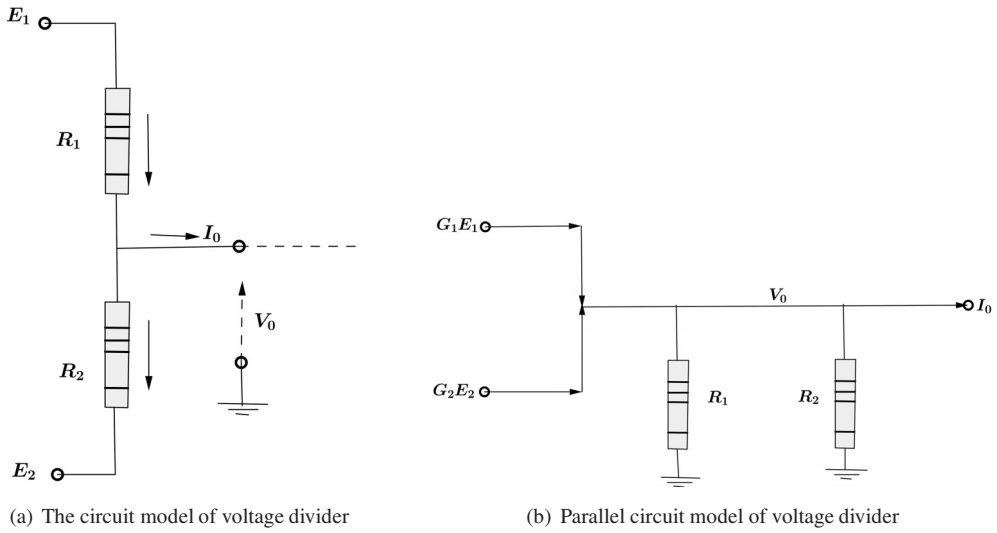 E₁
R₁
I₀
V₀
R₂
E₂
(a) The circuit model of voltage divider
G₁E₁
V₀
I₀
G₂E₂
R₁
R₂
(b) Parallel circuit model of voltage divider